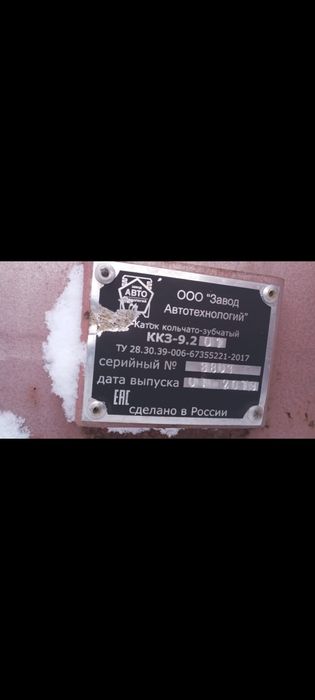 АВТО
ООО "Завод
Автотехнологий"
Каток кольчато-зубчатый
ККЗ-9.2
ТУ 28.30.39-006-67355221-2017
серийный №
дата выпуска
ЕАС
сделано в России